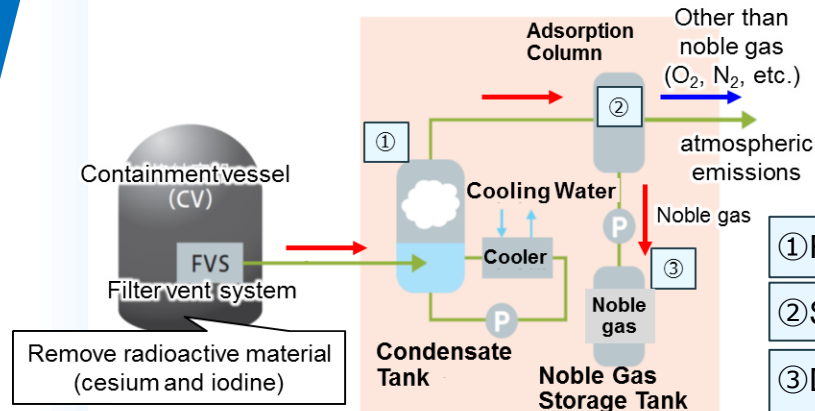 Containment vessel
(CV)
FVS
Filter vent system
Remove radioactive material
(cesium and iodine)
①
Condensate
Tank
Cooling Water
Cooler
P
Adsorption
Column
②
Other than
noble gas
(O₂, N₂, etc.)
atmospheric
emissions
P
Noble gas
③
Noble
gas
Noble Gas
Storage Tank
①
②S
③